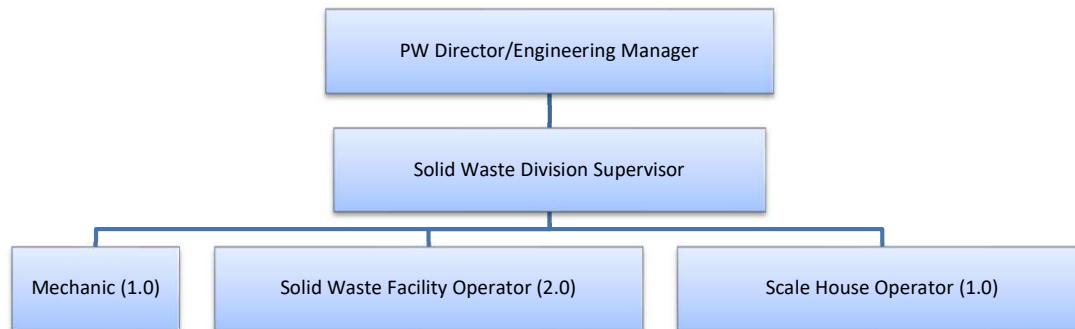 PW Director/Engineering Manager
Solid Waste Division Supervisor
Mechanic (1.0)
Solid Waste Facility Operator (2.0)
Scale House Operator (1.0)